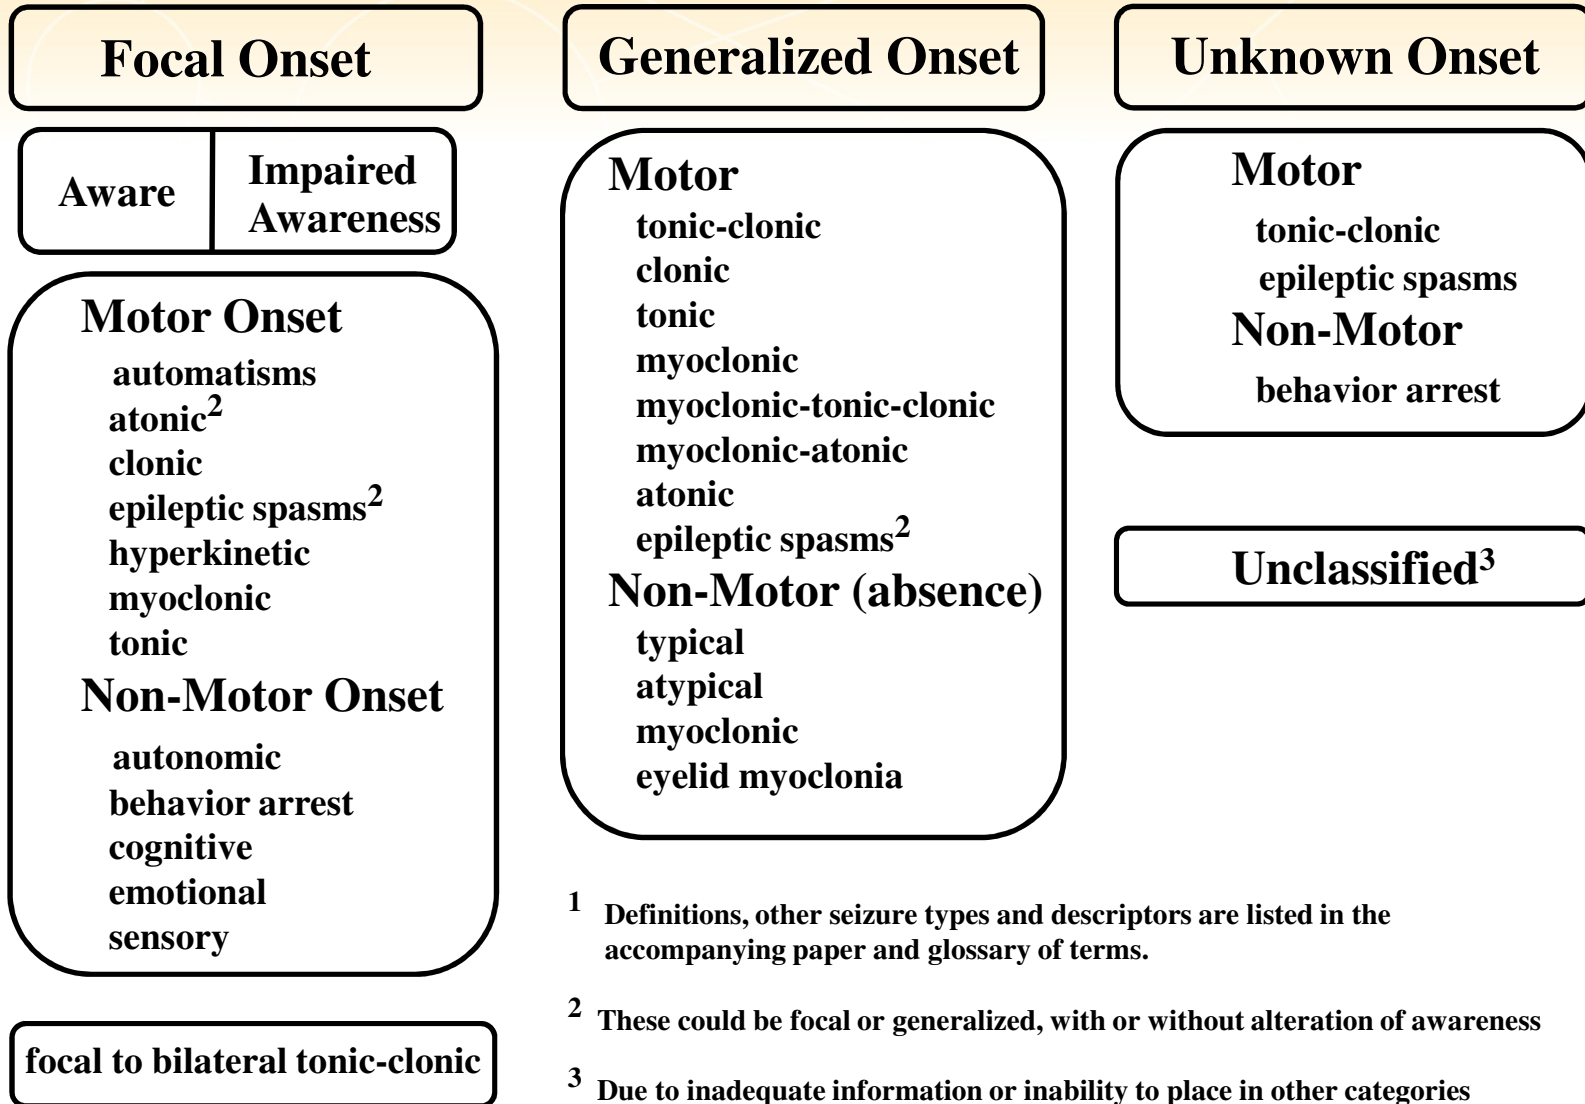 Focal Onset
Aware
Impaired
Awareness
Motor Onset
automatisms
atonic²
clonic
epileptic spasms²
hyperkinetic
myoclonic
tonic
Non-Motor Onset
autonomic
behavior arrest
cognitive
emotional
sensory
focal to bilateral tonic-clonic
Generalized Onset
Motor
tonic-clonic
clonic
tonic
myoclonic
myoclonic-tonic-clonic
myoclonic-atonic
atonic
epileptic spasms²
Non-Motor (absence)
typical
atypical
myoclonic
eyelid myoclonia
Unknown Onset
Motor
tonic-clonic
epileptic spasms
Non-Motor
behavior arrest
Unclassified³
¹ Definitions, other seizure types and descriptors are listed in the
accompanying paper and glossary of terms.
² These could be focal or generalized, with or without alteration of awareness
³ Due to inadequate information or inability to place in other categories